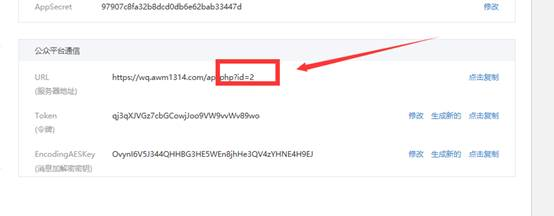 AppSecret 97907c8fa32b8dcd0db6e62bab33447d 修改
公众平台通信
URL https://wq.awm1314.com/api.php?id=2 点击复制
(服务器地址)
Token qj3qXJVGz7cbGCowjJoo9VW9vvWv89wo 修改 生成新的 点击复制
(令牌)
EncodingAESKey OvynI6V5J344QHHBG3HE5WEn8jhHe3QV4zYHNE4H9EJ 修改 生成新的 点击复制
(消息加解密密钥)